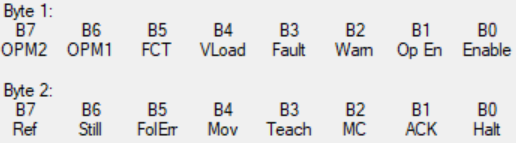 Byte 1:
B7 B6 B5 B4 B3 B2 B1 B0
OPM2 OPM1 FCT VLoad Fault Warn Op En Enable
Byte 2:
B7 B6 B5 B4 B3 B2 B1 B0
Ref Still FolErr Mov Teach MC ACK Halt